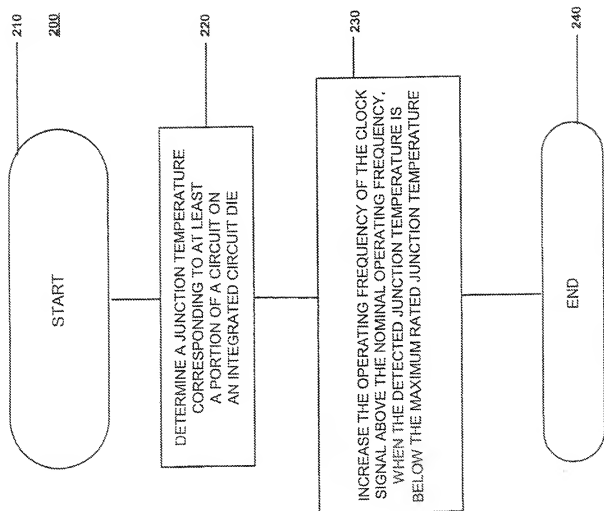 200
210
START
220
DETERMINE A JUNCTION TEMPERATURE
CORRESPONDING TO AT LEAST
A PORTION OF A CIRCUIT ON
AN INTEGRATED CIRCUIT DIE
230
INCREASE THE OPERATING FREQUENCY OF THE CLOCK
SIGNAL ABOVE THE NOMINAL OPERATING FREQUENCY,
WHEN THE DETECTED JUNCTION TEMPERATURE IS
BELOW THE MAXIMUM RATED JUNCTION TEMPERATURE
240
END